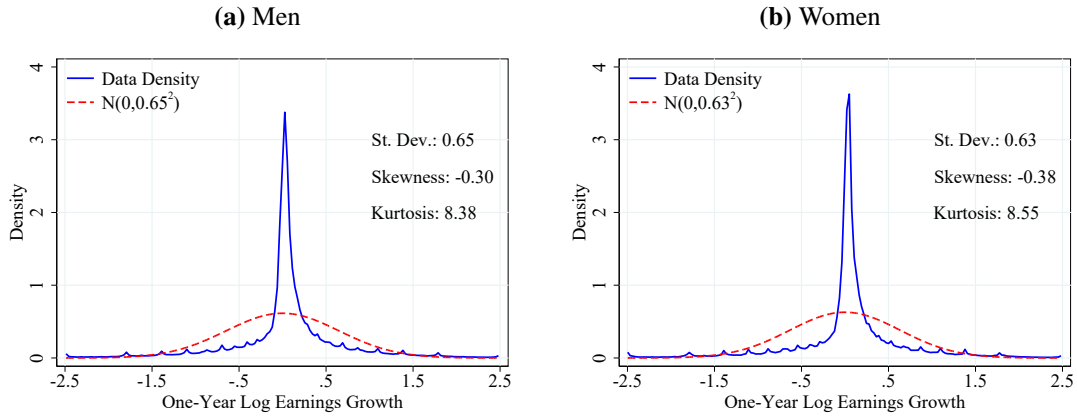 (a) Men
4
3
2
1
0
Density
Data Density
N(0,0.65²)
St. Dev.: 0.65
Skewness: -0.30
Kurtosis: 8.38
-2.5 -1.5 -.5 .5 1.5 2.5
One-Year Log Earnings Growth
(b) Women
4
3
2
1
0
Density
Data Density
N(0,0.63²)
St. Dev.: 0.63
Skewness: -0.38
Kurtosis: 8.55
-2.5 -1.5 -.5 .5 1.5 2.5
One-Year Log Earnings Growth